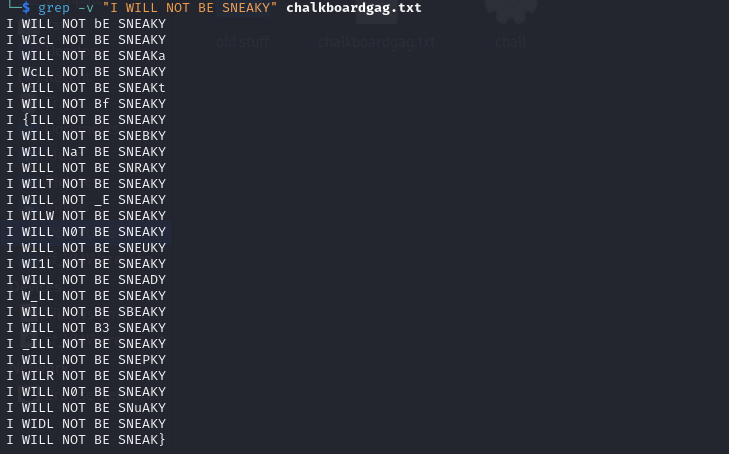 └─$ grep -v "I WILL NOT BE SNEAKY" chalkboardgag.txt
I WILL NOT bE SNEAKY
I WIcL NOT BE SNEAKY
I WILL NOT BE SNEAKa
I WcLL NOT BE SNEAKY
I WILL NOT BE SNEAKt
I WILL NOT Bf SNEAKY
I {ILL NOT BE SNEAKY
I WILL NOT BE SNEBKY
I WILL NaT BE SNEAKY
I WILL NOT BE SNRAKY
I WILT NOT BE SNEAKY
I WILL NOT _E SNEAKY
I WILW NOT BE SNEAKY
I WILL N0T BE SNEAKY
I WILL NOT BE SNEUKY
I WI1L NOT BE SNEAKY
I WILL NOT BE SNEADY
I W_LL NOT BE SNEAKY
I WILL NOT BE SBEAKY
I WILL NOT B3 SNEAKY
I _ILL NOT BE SNEAKY
I WILL NOT BE SNEPKY
I WILR NOT BE SNEAKY
I WILL N0T BE SNEAKY
I WILL NOT BE SNuAKY
I WIDL NOT BE SNEAKY
I WILL NOT BE SNEAK}
old stuff
chalkboardgag.txt
chall